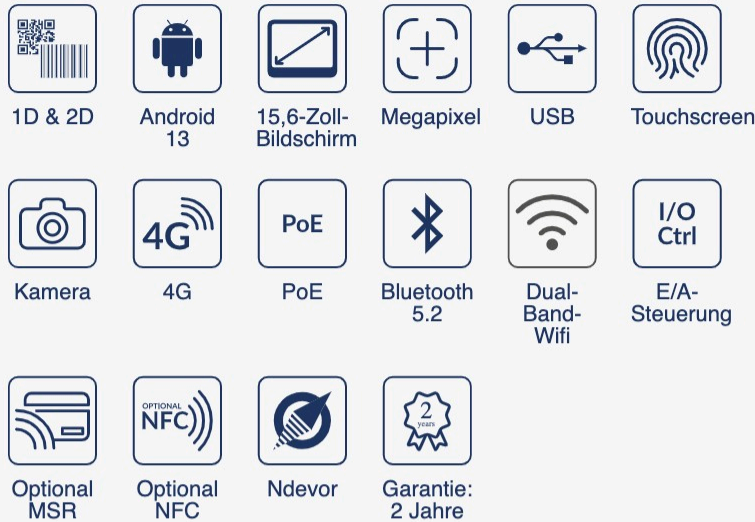 1D & 2D
Android
13
15,6-Zoll-
Bildschirm
Megapixel
USB
Touchscreen
4G
PoE
I/O
Ctrl
Kamera
4G
PoE
Bluetooth
5.2
Dual-
Band-
Wifi
E/A-
Steuerung
OPTIONAL
NFC
2
years
Optional
MSR
Optional
NFC
Ndevor
Garantie:
2 Jahre